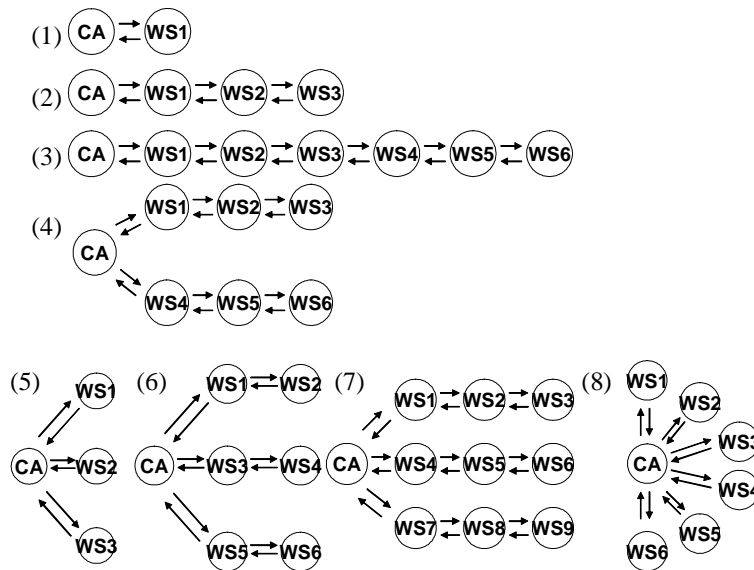 (1) CA WS1
(2) CA WS1 WS2 WS3
(3) CA WS1 WS2 WS3 WS4 WS5 WS6
(4) CA WS1 WS2 WS3
WS4 WS5 WS6
(5) CA WS1
WS2
WS3
(6) CA WS1 WS2
WS3 WS4
WS5 WS6
(7) CA WS1 WS2 WS3
WS4 WS5 WS6
WS7 WS8 WS9
(8) CA WS1
WS2
WS3
WS4
WS5
WS6